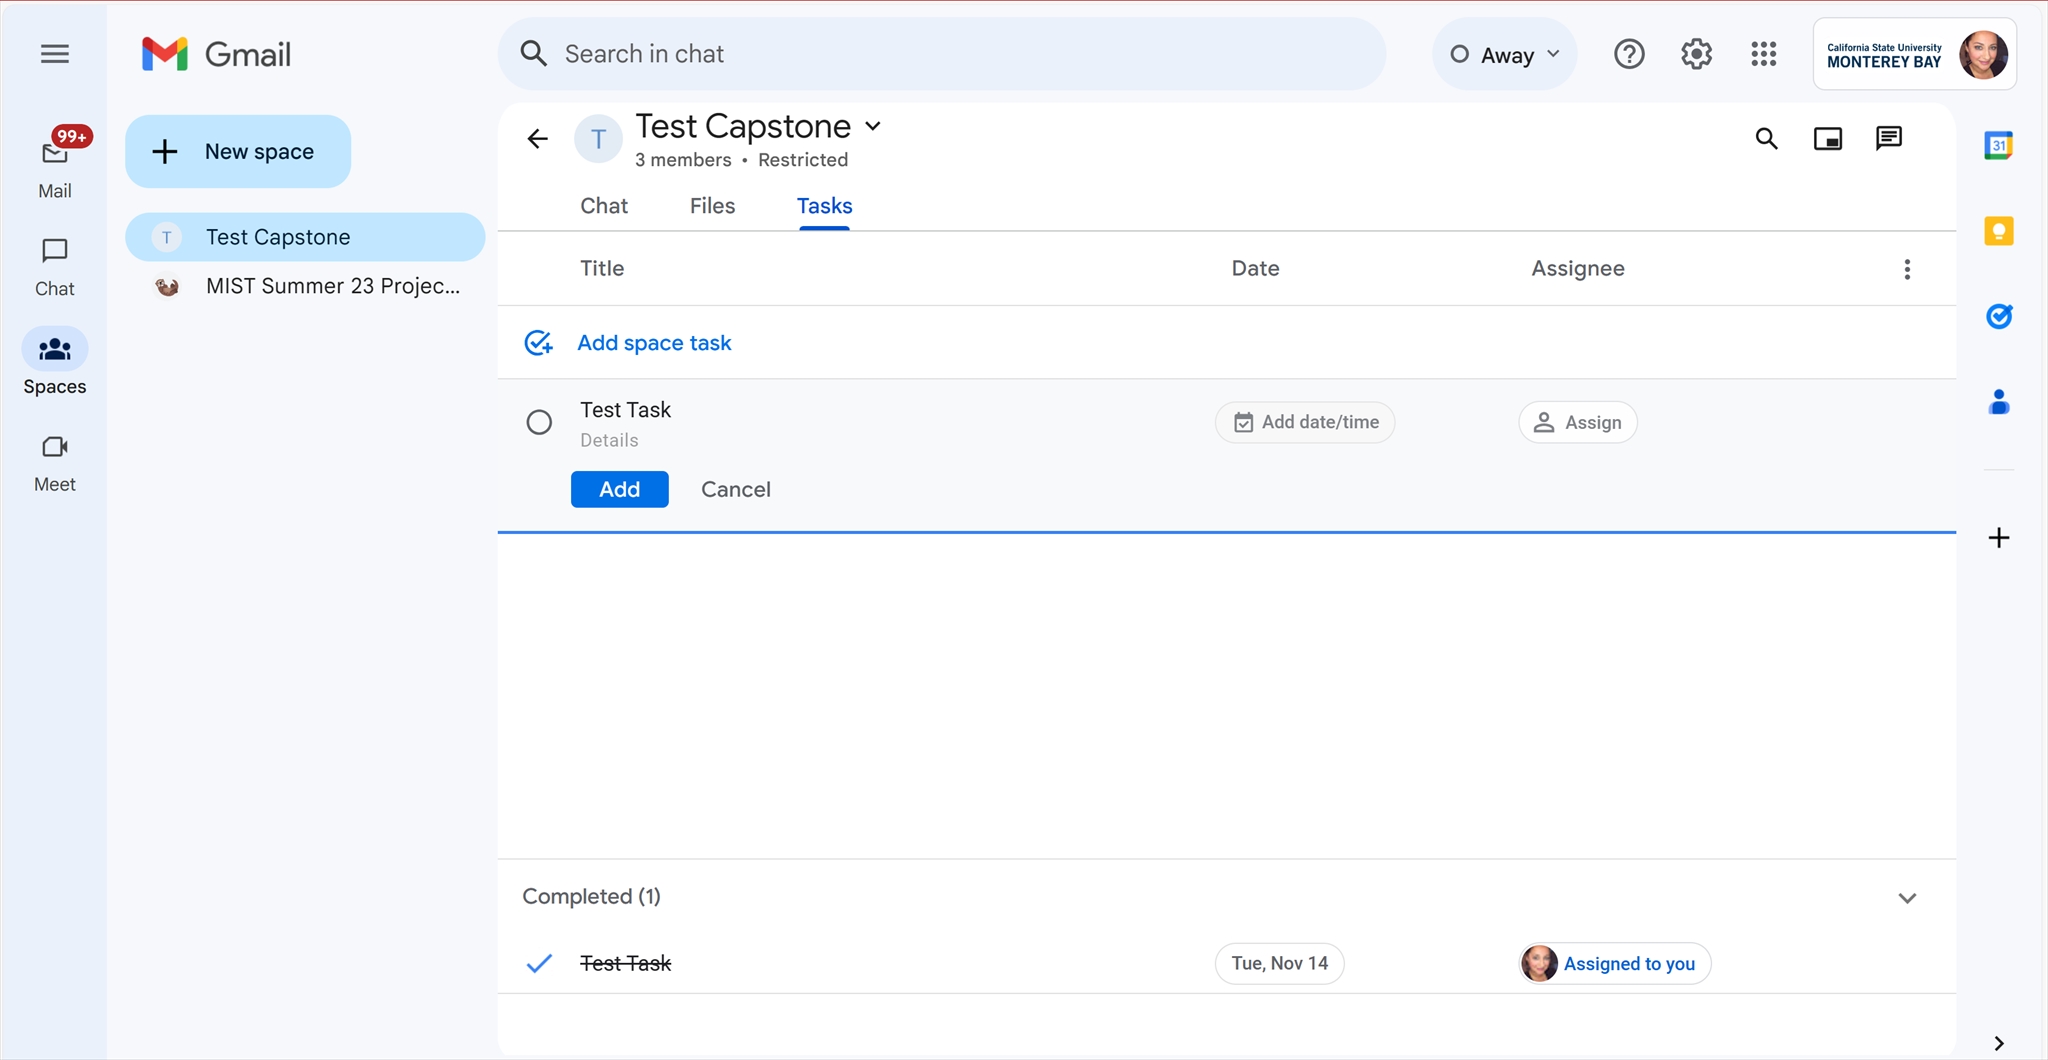 Gmail
Search in chat
Away
California State University
MONTEREY BAY
99+
Mail
Chat
Spaces
Meet
New space
T Test Capstone
MIST Summer 23 Projec...
T
Test Capstone
3 members • Restricted
Chat Files Tasks
Title Date Assignee
Add space task
Test Task
Details
Add date/time
Assign
Add Cancel
Completed (1)
Test Task Tue, Nov 14 Assigned to you
31